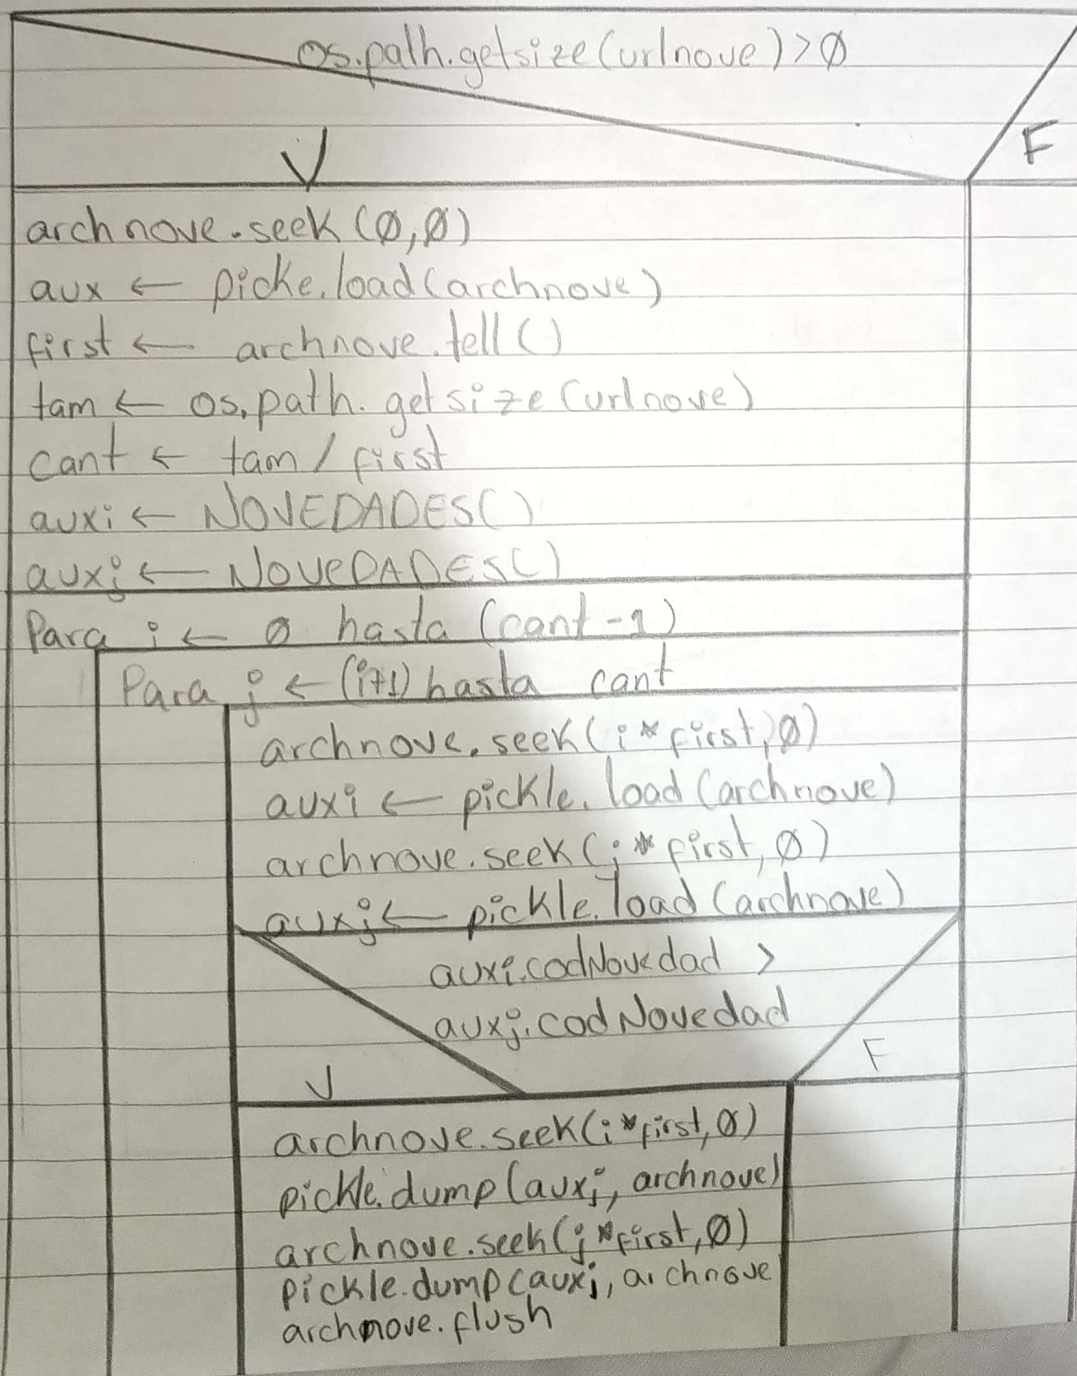 os.path.getsize(urlnove)>Ø
V
F
archnove.seek(Ø,Ø)
aux ← picke.load(archnove)
first ← archnove.tell()
tam ← os.path.getsize(urlnove)
cant ← tam / first
auxi ← NOVEDADES()
auxj ← NOVEDADES()
Para i ← Ø hasta (cant-1)
Para j ← (i+1) hasta cant
archnove.seek(i*first,Ø)
auxi ← pickle.load(archnove)
archnove.seek(j*first,Ø)
auxj ← pickle.load(archnove)
auxi.codNovedad >
auxj.codNovedad
V
F
archnove.seek(i*first,Ø)
pickle.dump(auxj, archnove)
archnove.seek(j*first,Ø)
pickle.dump(auxi, archnove
archnove.flush